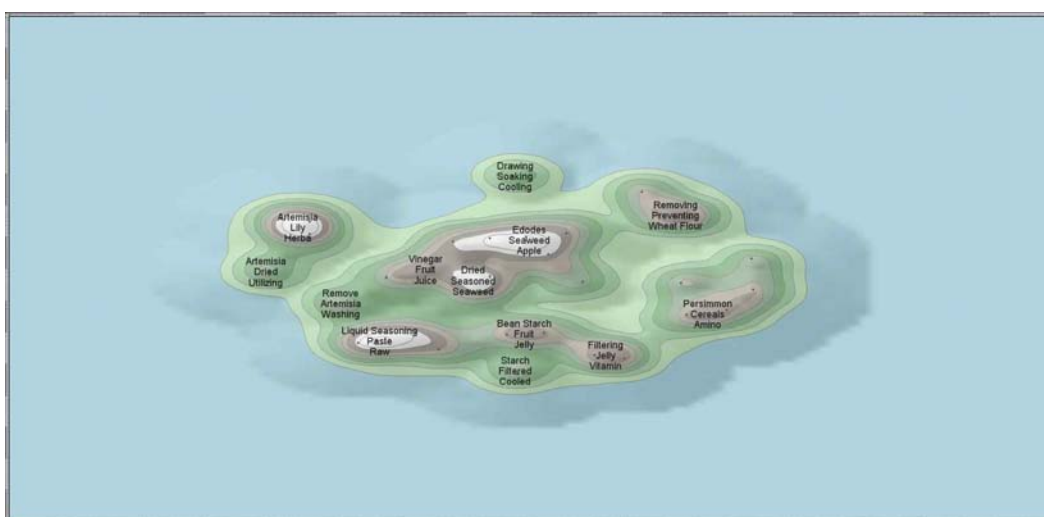 Drawing
Soaking
Cooling
Removing
Preventing
Wheat Flour
Artemisia
Lily
Herba
Edodes
Seaweed
Apple
Artemisia
Dried
Utilizing
Vinegar
Fruit
Juice
Dried
Seasoned
Seaweed
Remove
Artemisia
Washing
Persimmon
Cereals
Amino
Liquid Seasoning
Paste
Raw
Bean Starch
Fruit
Jelly
Filtering
Jelly
Vitamin
Starch
Filtered
Cooled